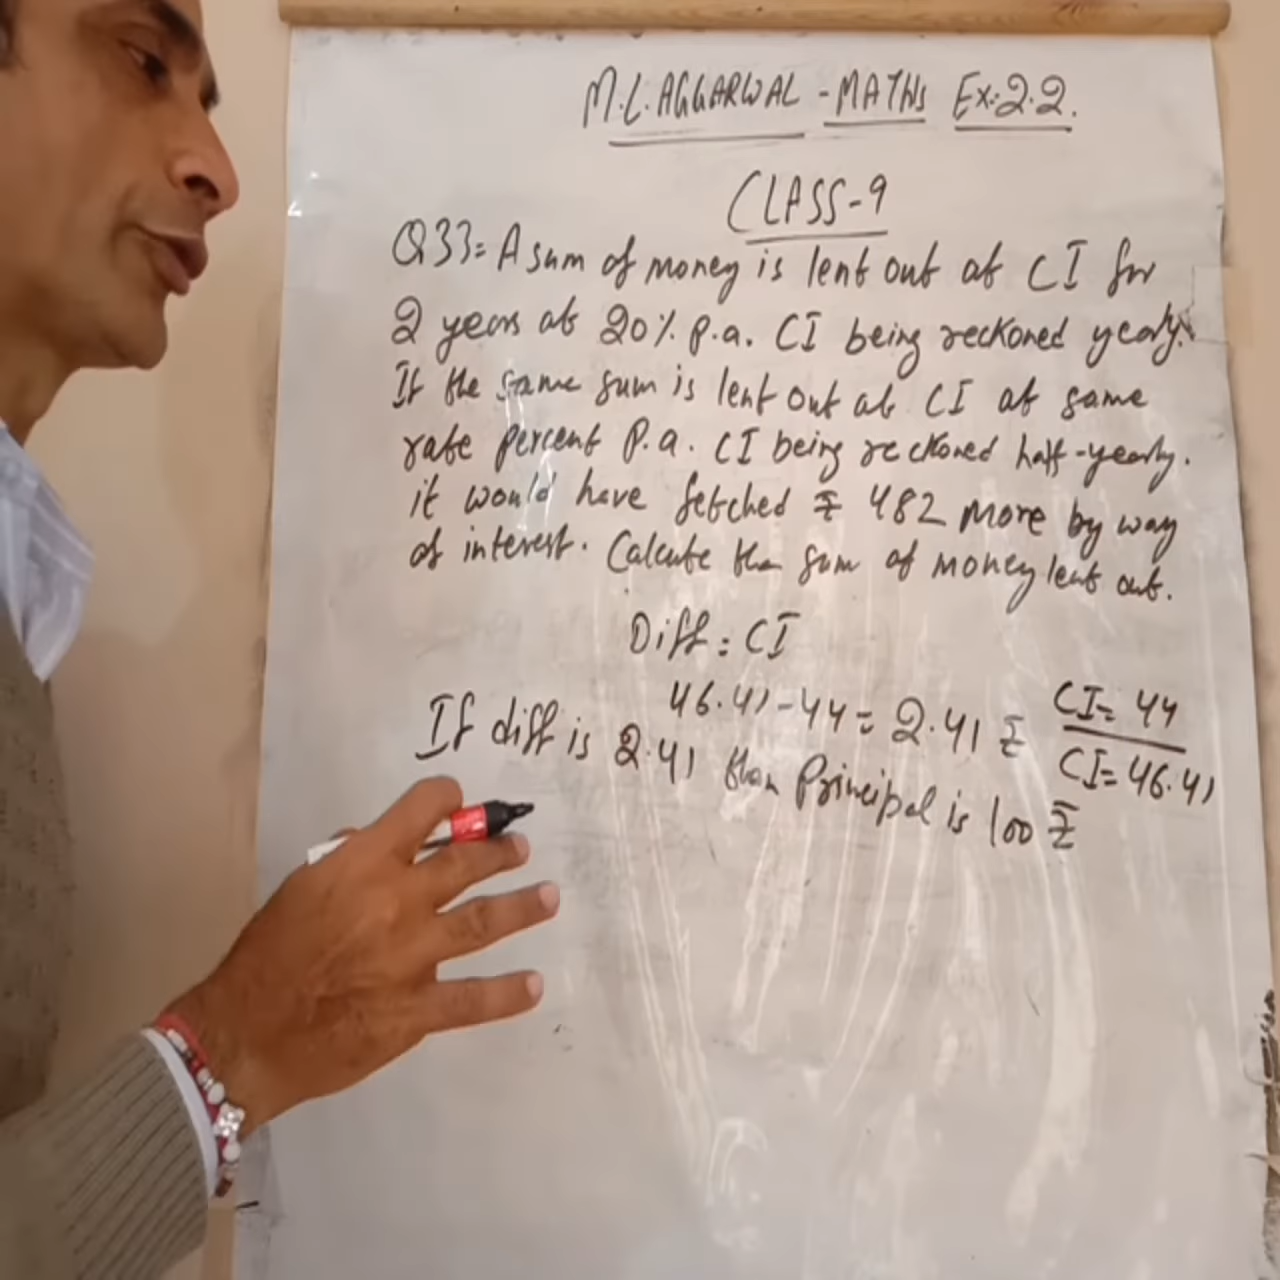 M.L. AGGARWAL - MATHS Ex:2.2.
CLASS-9
Q33= A sum of money is lent out at CI for
2 years at 20% p.a. CI being reckoned yearly.
If the same sum is lent out at CI at same
rate percent P.a. CI being reckoned half-yearly.
it would have fetched ₹ 482 more by way
of interest. Calcute the sum of money lent out.
Diff = CI
46.41 - 44 = 2.41 ₹
CI = 44
CI = 46.41
If diff is 2.41 than Principal is 100 ₹